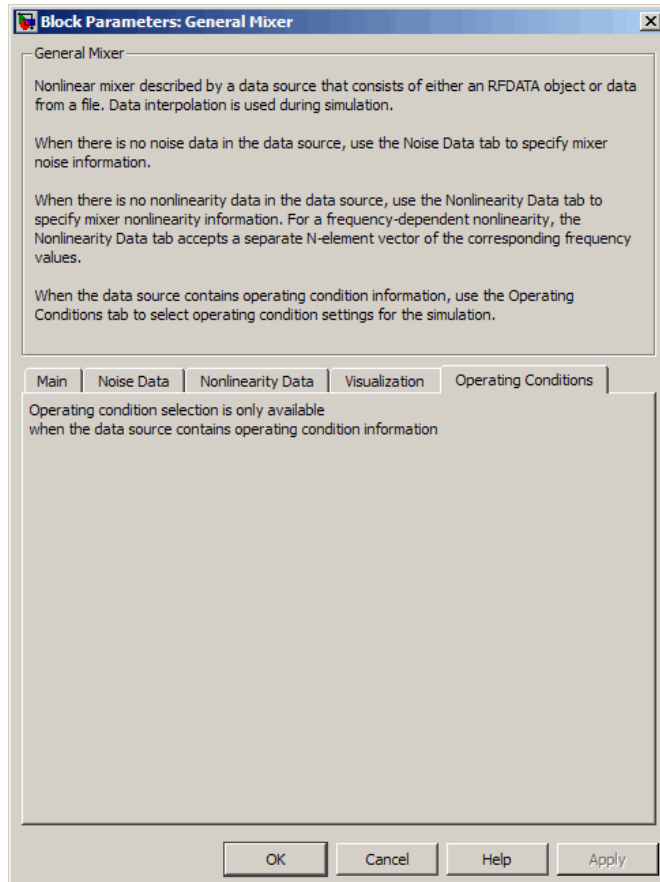 Block Parameters: General Mixer
General Mixer
Nonlinear mixer described by a data source that consists of either an RFDATA object or data
from a file. Data interpolation is used during simulation.
When there is no noise data in the data source, use the Noise Data tab to specify mixer
noise information.
When there is no nonlinearity data in the data source, use the Nonlinearity Data tab to
specify mixer nonlinearity information. For a frequency-dependent nonlinearity, the
Nonlinearity Data tab accepts a separate N-element vector of the corresponding frequency
values.
When the data source contains operating condition information, use the Operating
Conditions tab to select operating condition settings for the simulation.
Main Noise Data Nonlinearity Data Visualization Operating Conditions
Operating condition selection is only available
when the data source contains operating condition information
OK Cancel Help Apply